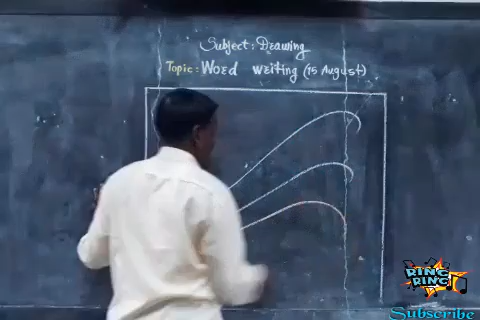 Subject: Drawing
Topic: Word writing (15 August)
RING
RING
Subscribe